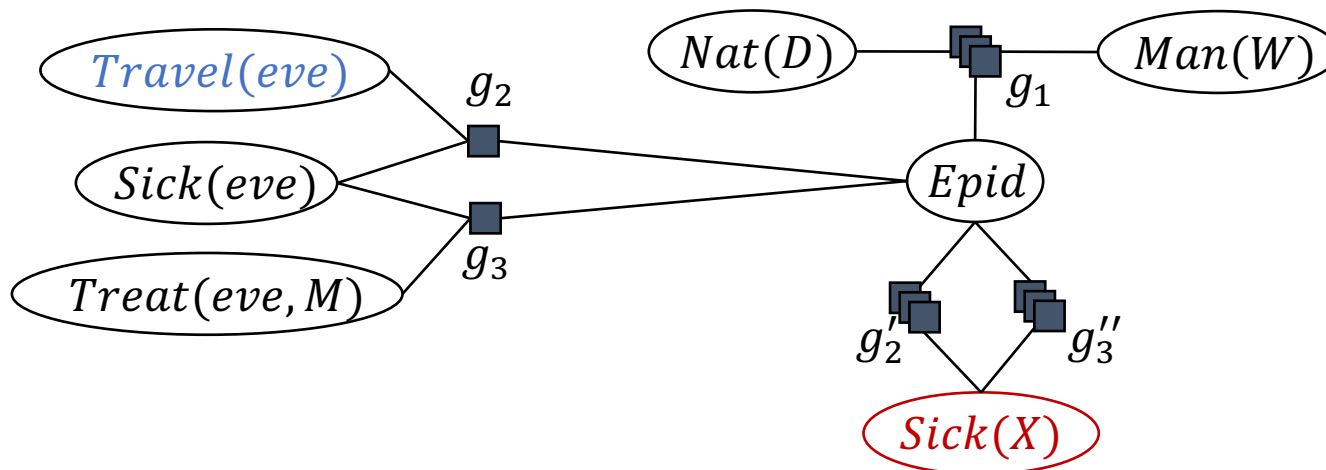 Travel(eve)
Nat(D)
Man(W)
g₂
g₁
Sick(eve)
Epid
g₃
Treat(eve, M)
g₂′
g₃′′
Sick(X)